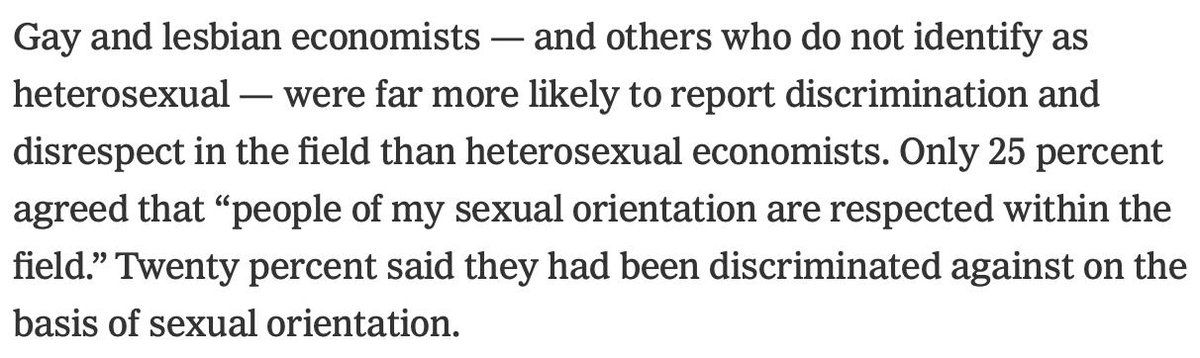 Gay and lesbian economists — and others who do not identify as
heterosexual — were far more likely to report discrimination and
disrespect in the field than heterosexual economists. Only 25 percent
agreed that “people of my sexual orientation are respected within the
field.” Twenty percent said they had been discriminated against on the
basis of sexual orientation.